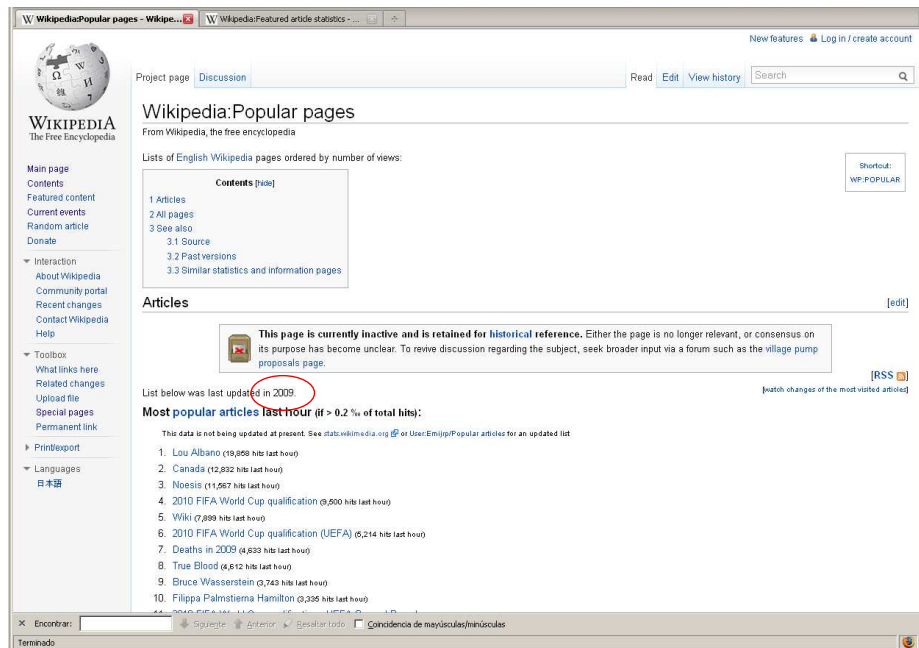 Wikipedia:Popular pages - Wikipe...
Wikipedia:Featured article statistics - ...
New features Log in / create account
Project page Discussion
Read Edit View history Search
WIKIPEDIA
The Free Encyclopedia
Wikipedia:Popular pages
From Wikipedia, the free encyclopedia
Lists of English Wikipedia pages ordered by number of views:
Shortcut:
WP:POPULAR
Contents [hide]
1 Articles
2 All pages
3 See also
3.1 Source
3.2 Past versions
3.3 Similar statistics and information pages
Main page
Contents
Featured content
Current events
Random article
Donate
Interaction
About Wikipedia
Community portal
Recent changes
Contact Wikipedia
Help
Toolbox
What links here
Related changes
Upload file
Special pages
Permanent link
Print/export
Languages
日本語
Articles [edit]
This page is currently inactive and is retained for historical reference. Either the page is no longer relevant, or consensus on
its purpose has become unclear. To revive discussion regarding the subject, seek broader input via a forum such as the village pump
proposals page.
[RSS]
[watch changes of the most visited articles]
List below was last updated in 2009.
Most popular articles last hour (if > 0.2 ‰ of total hits):
This data is not being updated at present. See stats.wikimedia.org or User:Emijrp/Popular articles for an updated list
1. Lou Albano (19,858 hits last hour)
2. Canada (12,832 hits last hour)
3. Noesis (11,567 hits last hour)
4. 2010 FIFA World Cup qualification (9,500 hits last hour)
5. Wiki (7,899 hits last hour)
6. 2010 FIFA World Cup qualification (UEFA) (5,214 hits last hour)
7. Deaths in 2009 (4,633 hits last hour)
8. True Blood (4,612 hits last hour)
9. Bruce Wasserstein (3,743 hits last hour)
10. Filippa Palmstierna Hamilton (3,335 hits last hour)
Encontrar: Siguiente Anterior Resaltar todo Coincidencia de mayúsculas/minúsculas
Terminado